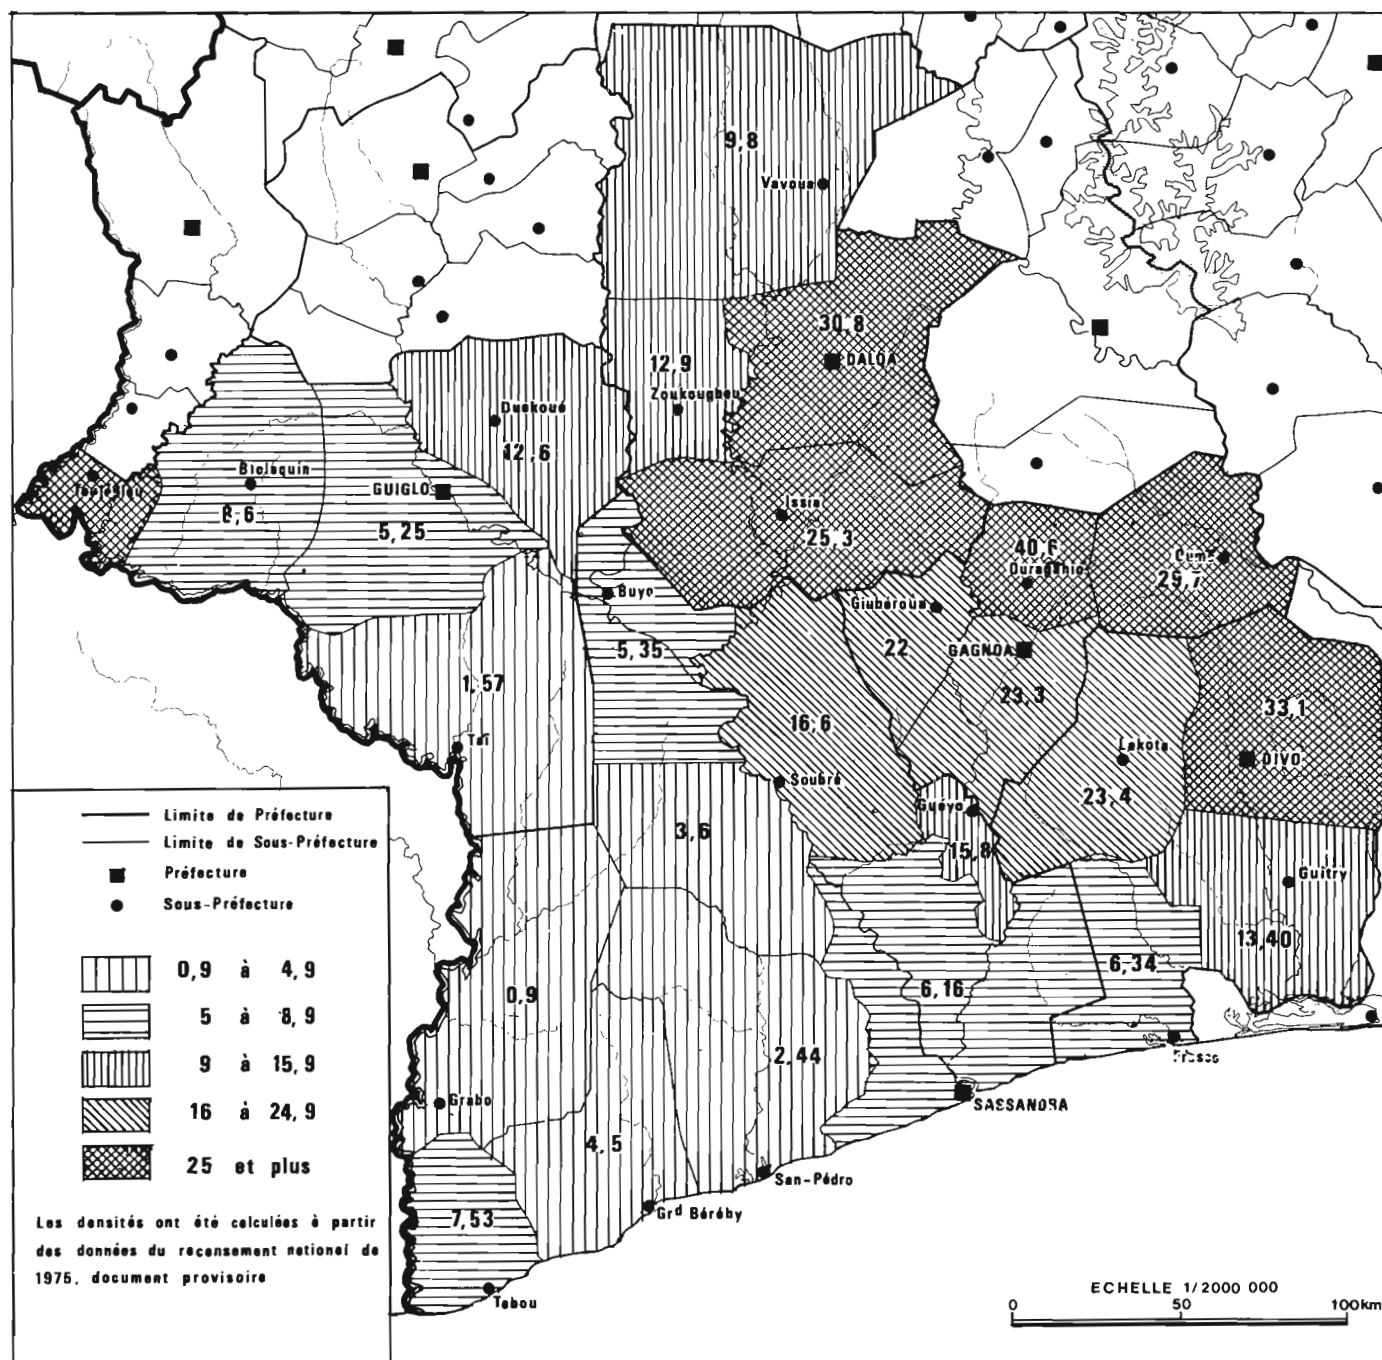 9,8
Vavoua
30,8
DALOA
12,9
Zoukougbeu
Duekoué
12,6
Bloléquin
GUIGLO
8,6
5,25
Issia
25,3
40,6
Ouragahio
Oumé
29,7
Buyo
Giubéroua
5,35
22
GAGNOA
1,57
23,3
33,1
16,6
Taï
Lakota
DIVO
Soubré
23,4
Guéyo
3,6
15,8
Guitry
13,40
6,34
0,9
6,16
2,44
Fresco
Grabo
SASSANDRA
4,5
San-Pédro
Grd Béréby
7,53
Tabou
Limite de Préfecture
Limite de Sous-Préfecture
Préfecture
Sous-Préfecture
0,9 à 4,9
5 à 8,9
9 à 15,9
16 à 24,9
25 et plus
Les densités ont été calculées à partir
des données du recensement national de
1975, document provisoire
ECHELLE 1/2000 000
0 50 100km